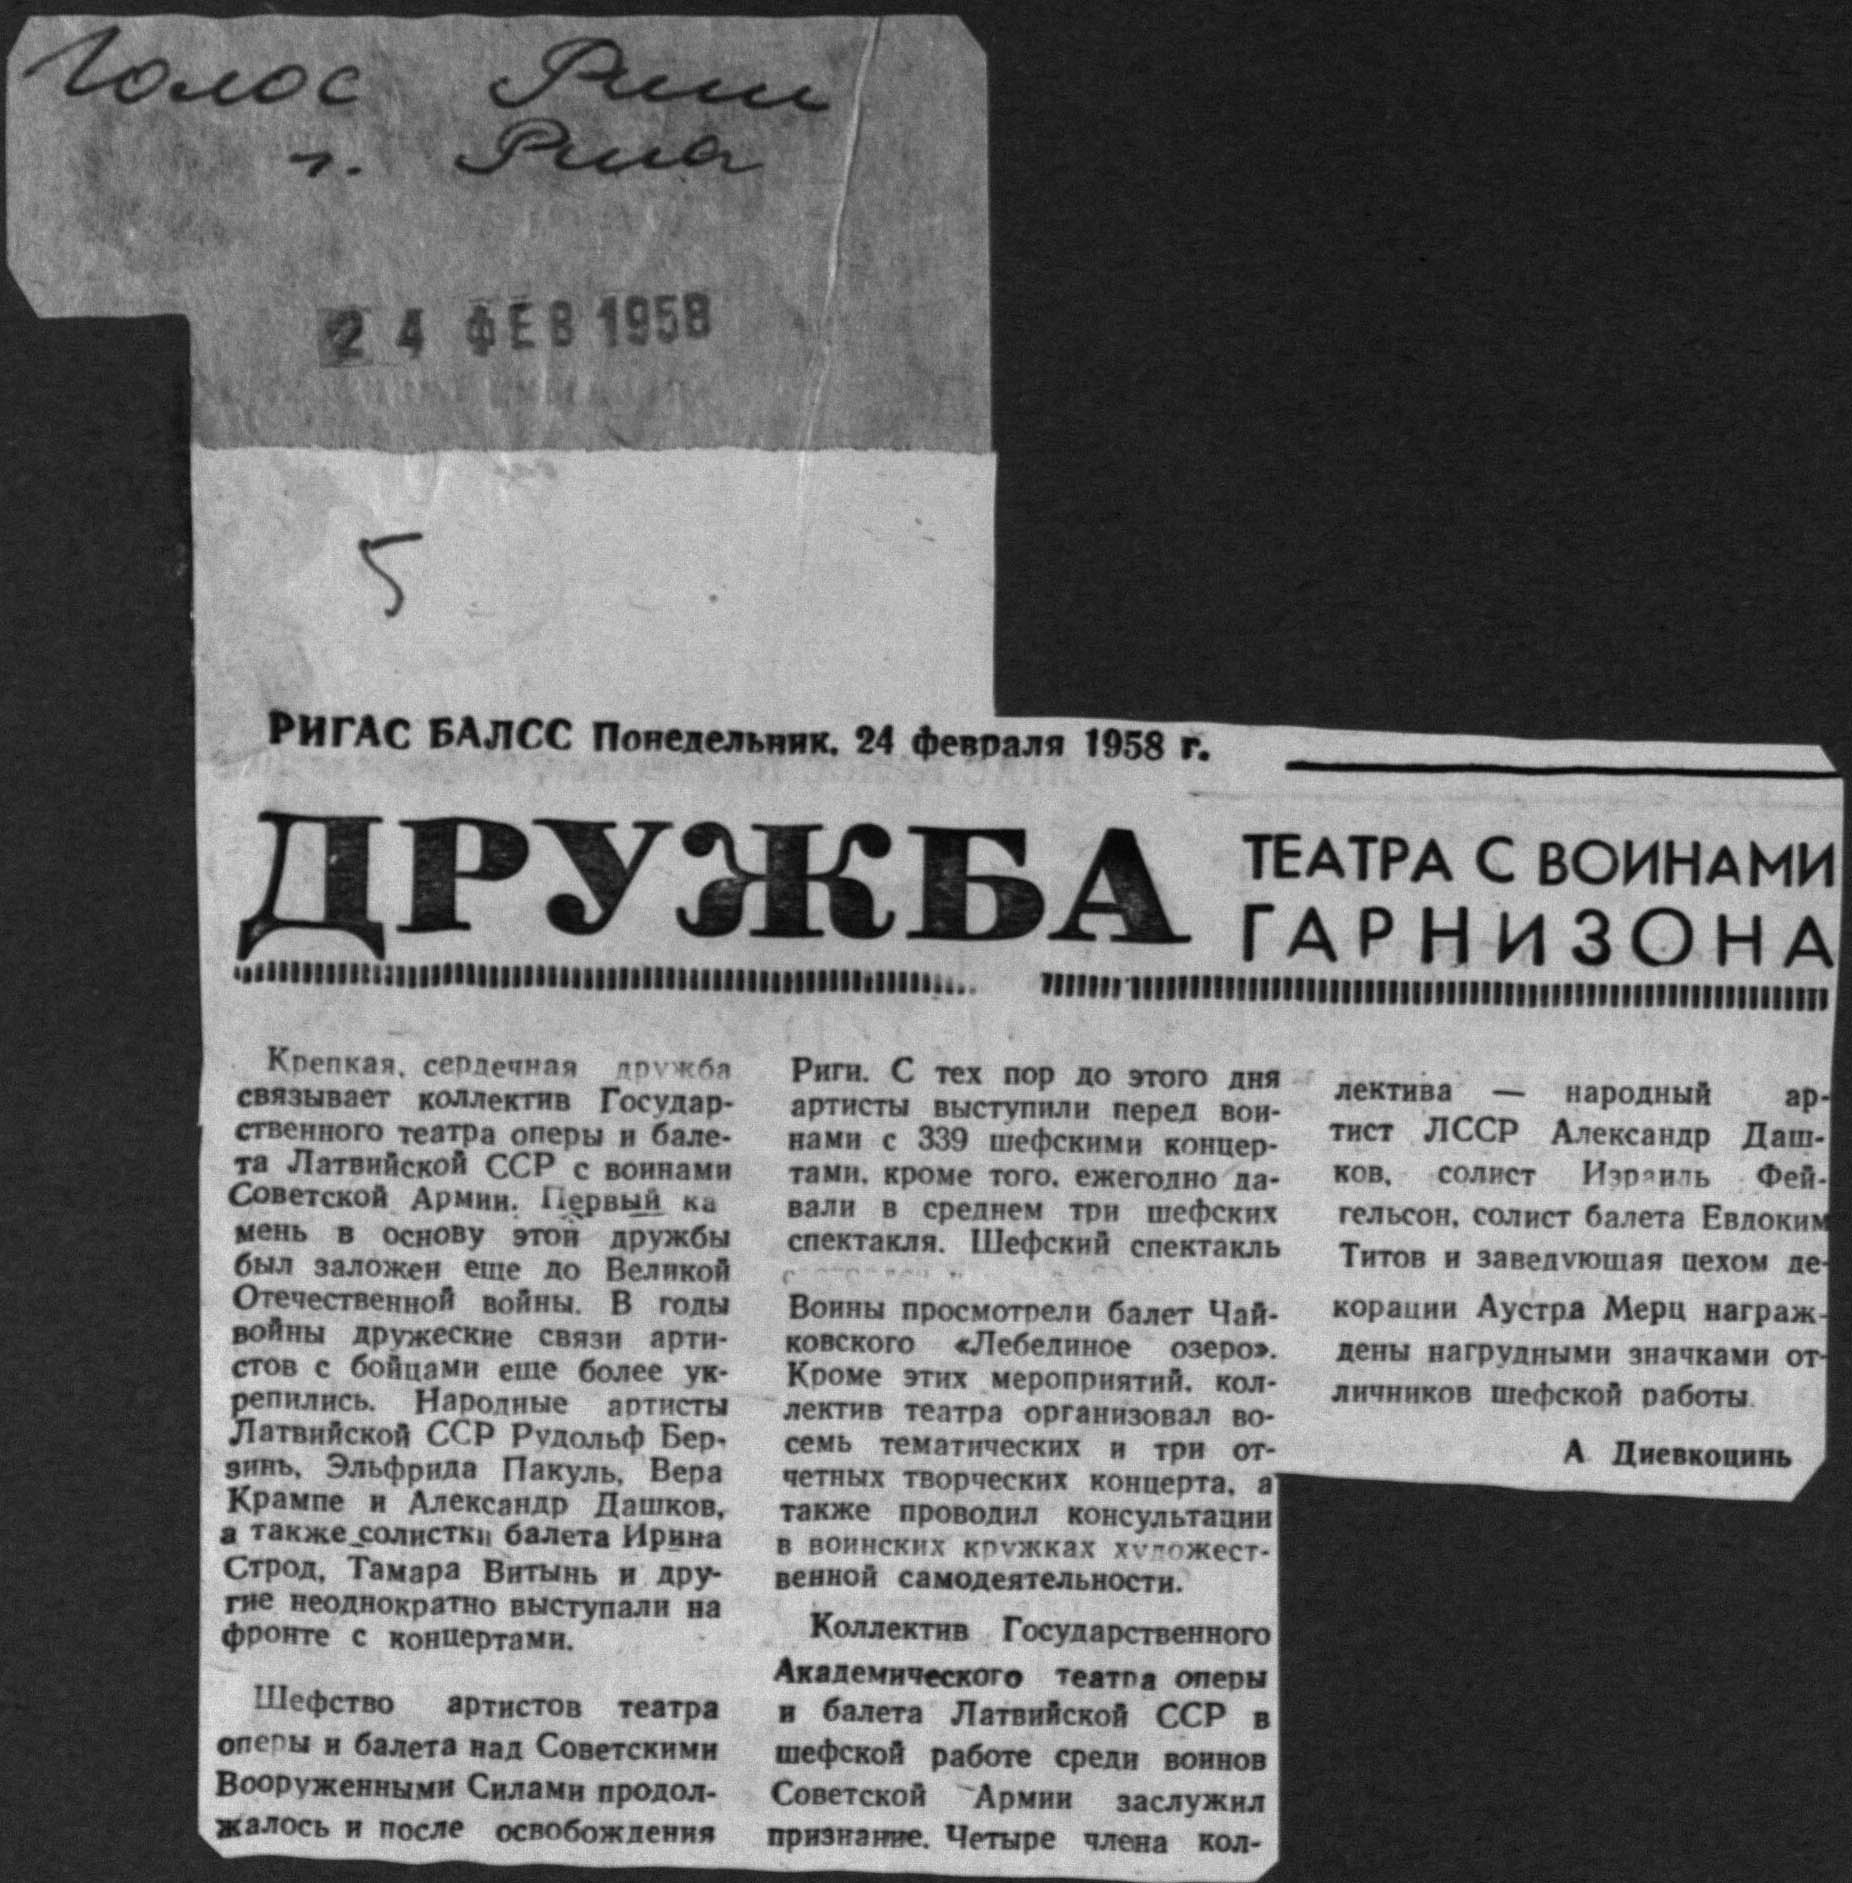 Голос Риги
г. Рига
24 ФЕВ 1958
5
РИГАС БАЛСС Понедельник, 24 февраля 1958 г.
ДРУЖБА
ТЕАТРА С ВОИНАМИ
ГАРНИЗОНА
Крепкая, сердечная дружба
связывает коллектив Государ-
ственного театра оперы и бале-
та Латвийской ССР с воинами
Советской Армии. Первый ка
мень в основу этой дружбы
был заложен еще до Великой
Отечественной войны. В годы
войны дружеские связи арти-
стов с бойцами еще более ук-
репились. Народные артисты
Латвийской ССР Рудольф Бер-
зинь, Эльфрида Пакуль, Вера
Крампе и Александр Дашков,
а также солистки балета Ирина
Строд, Тамара Витынь и дру-
гие неоднократно выступали на
фронте с концертами.
Шефство артистов театра
оперы и балета над Советскими
Вооруженными Силами продол-
жалось и после освобождения
Риги. С тех пор до этого дня
артисты выступили перед вои-
нами с 339 шефскими концер-
тами, кроме того, ежегодно да-
вали в среднем три шефских
спектакля. Шефский спектакль
Воины просмотрели балет Чай-
ковского «Лебединое озеро».
Кроме этих мероприятий, кол-
лектив театра организовал во-
семь тематических и три от-
четных творческих концерта, а
также проводил консультации
в воинских кружках художест-
венной самодеятельности.
Коллектив Государственного
Академического театра оперы
и балета Латвийской ССР в
шефской работе среди воинов
Советской Армии заслужил
признание. Четыре члена кол-
лектива — народный ар-
тист ЛССР Александр Даш-
ков, солист Израиль Фей-
гельсон, солист балета Евдоким
Титов и заведующая цехом де-
корации Аустра Мерц награж-
дены нагрудными значками от-
личников шефской работы.
А Диевкоцинь